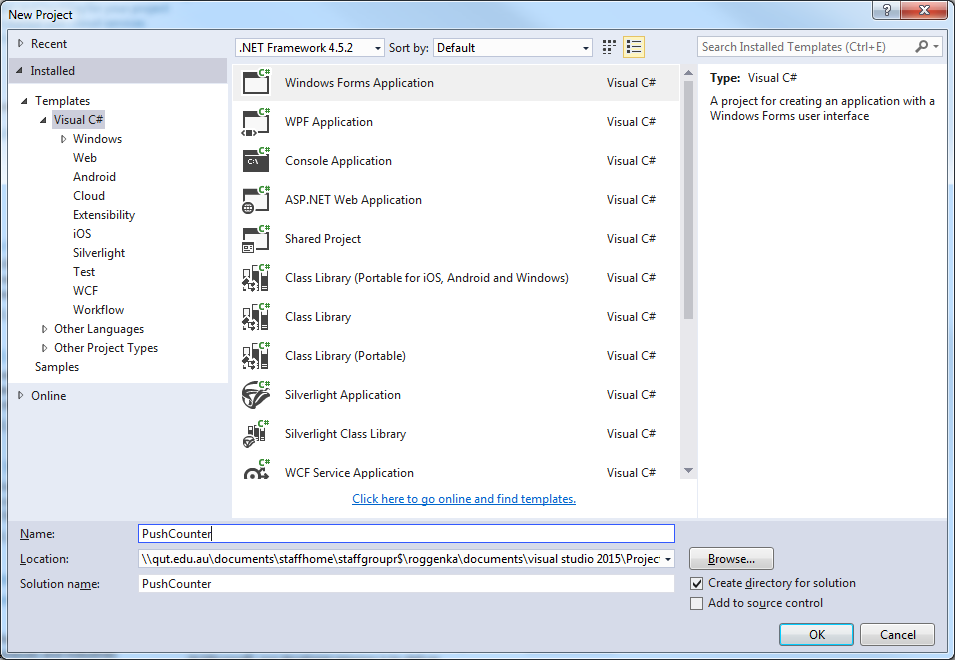 New Project
Recent
.NET Framework 4.5.2 Sort by: Default
Search Installed Templates (Ctrl+E)
Installed
Templates
Visual C#
Windows
Web
Android
Cloud
Extensibility
iOS
Silverlight
Test
WCF
Workflow
Other Languages
Other Project Types
Samples
Online
Windows Forms Application Visual C#
WPF Application Visual C#
Console Application Visual C#
ASP.NET Web Application Visual C#
Shared Project Visual C#
Class Library (Portable for iOS, Android and Windows) Visual C#
Class Library Visual C#
Class Library (Portable) Visual C#
Silverlight Application Visual C#
Silverlight Class Library Visual C#
WCF Service Application Visual C#
Click here to go online and find templates.
Type: Visual C#
A project for creating an application with a
Windows Forms user interface
Name: PushCounter
Location: \\qut.edu.au\documents\staffhome\staffgroupr$\roggenka\documents\visual studio 2015\Projec
Browse...
Solution name: PushCounter
Create directory for solution
Add to source control
OK Cancel